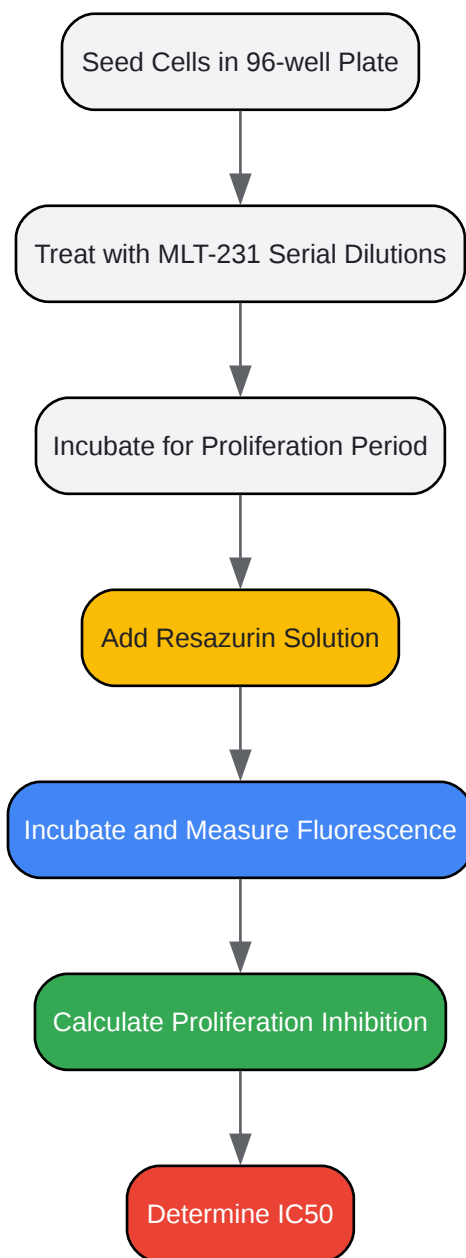 Seed Cells in 96-well Plate
Treat with MLT-231 Serial Dilutions
Incubate for Proliferation Period
Add Resazurin Solution
Incubate and Measure Fluorescence
Calculate Proliferation Inhibition
Determine IC50